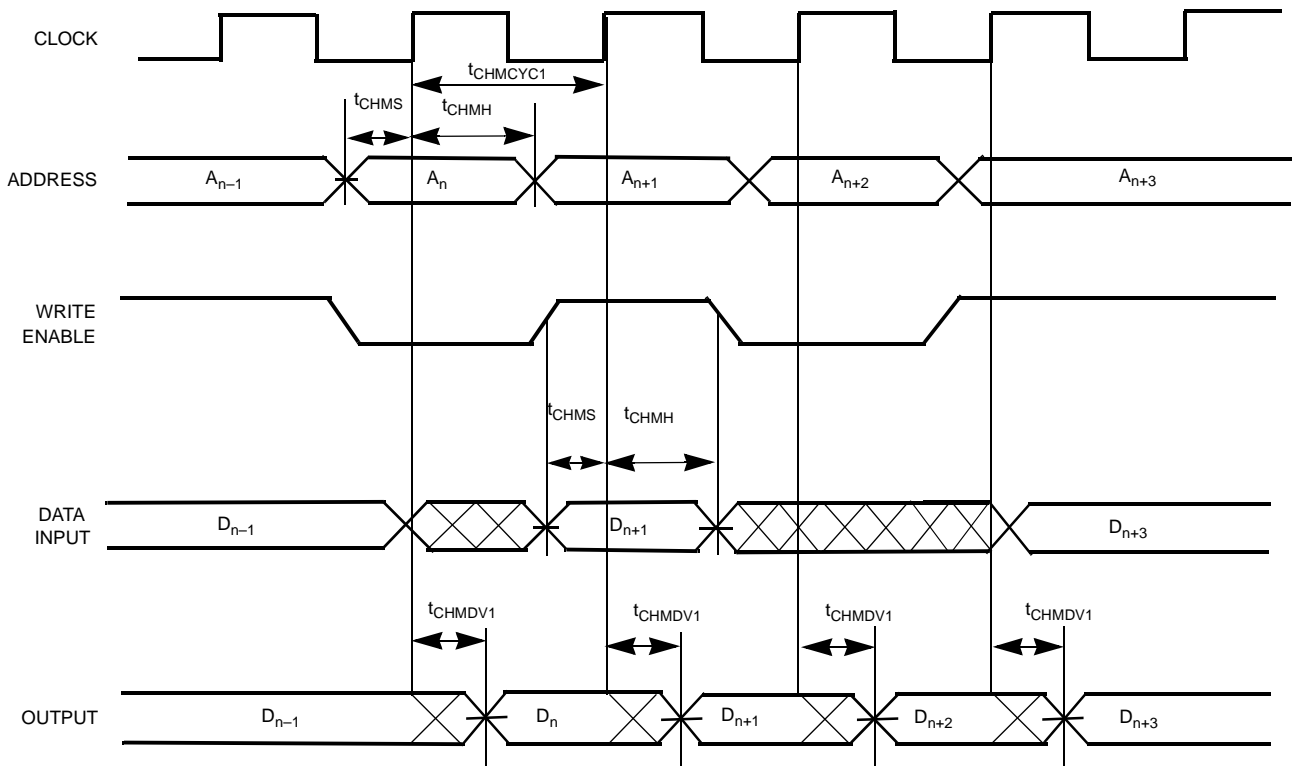 CLOCK
tCHMCYC1
tCHMS
tCHMH
ADDRESS
An–1
An
An+1
An+2
An+3
WRITE
ENABLE
tCHMS
tCHMH
DATA
INPUT
Dn–1
Dn+1
Dn+3
tCHMDV1
tCHMDV1
tCHMDV1
tCHMDV1
OUTPUT
Dn–1
Dn
Dn+1
Dn+2
Dn+3